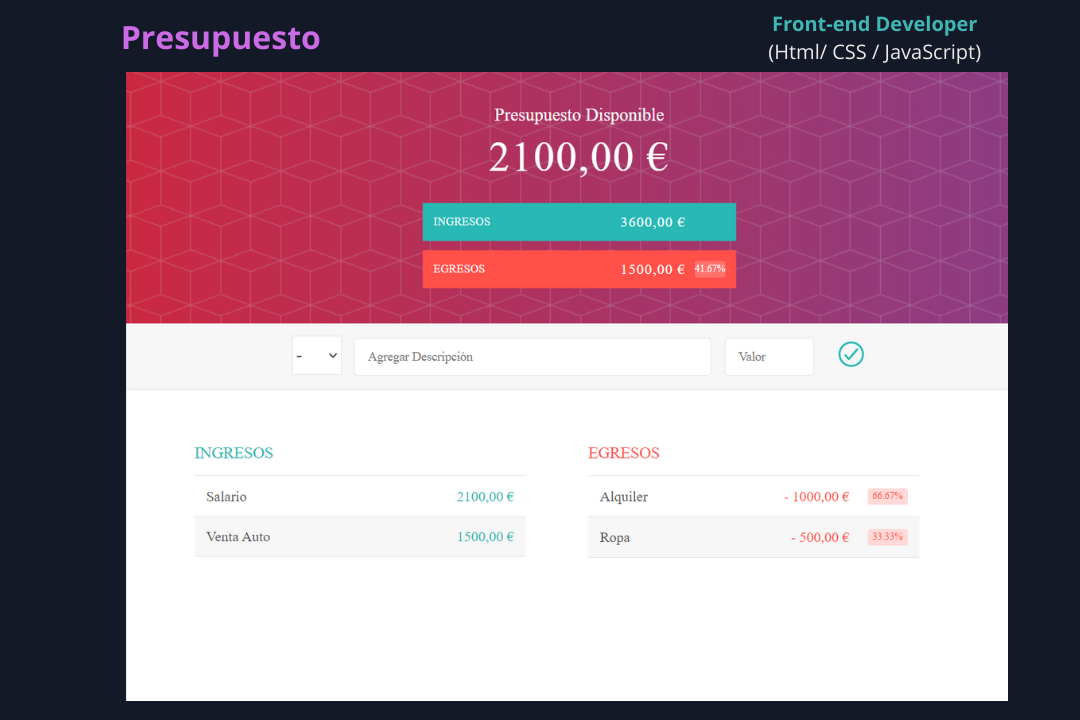 Presupuesto
Front-end Developer
(Html/ CSS / JavaScript)
Presupuesto Disponible
2100,00 €
INGRESOS 3600,00 €
EGRESOS 1500,00 € 41.67%
- Agregar Descripción Valor
INGRESOS
Salario 2100,00 €
Venta Auto 1500,00 €
EGRESOS
Alquiler - 1000,00 € 66.67%
Ropa - 500,00 € 33.33%